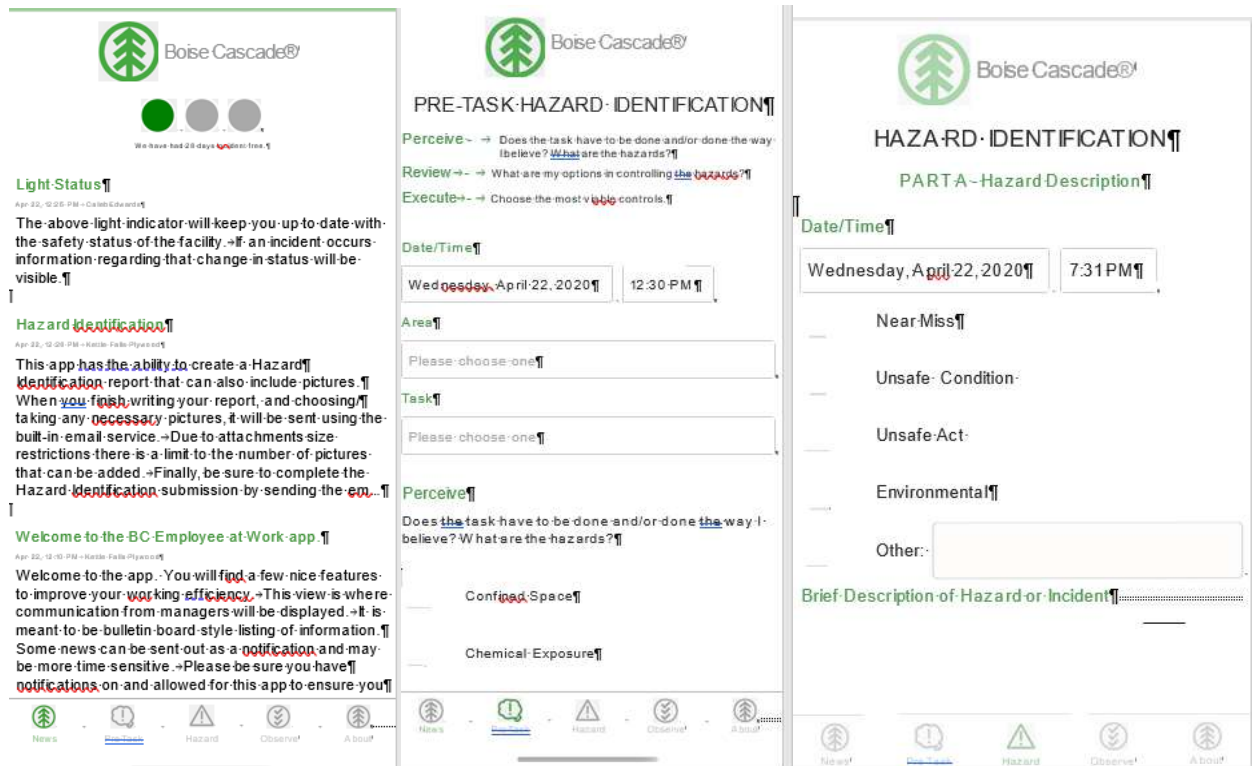 Boise Cascade®
We have had 28 days incident free.
Light Status
Apr 22, 12:25 PM – Caleb Edwards
The above light indicator will keep you up to date with
the safety status of the facility. If an incident occurs
information regarding that change in status will be
visible.
Hazard Identification
Apr 22, 12:26 PM – Kettle Falls Plywood
This app has the ability to create a Hazard
Identification report that can also include pictures.
When you finish writing your report, and choosing/
taking any necessary pictures, it will be sent using the
built-in email service. Due to attachments size
restrictions there is a limit to the number of pictures
that can be added. Finally, be sure to complete the
Hazard Identification submission by sending the em...
Welcome to the BC Employee at Work app.
Apr 22, 12:10 PM – Kettle Falls Plywood
Welcome to the app. You will find a few nice features
to improve your working efficiency. This view is where
communication from managers will be displayed. It is
meant to be bulletin board style listing of information.
Some news can be sent out as a notification and may
be more time sensitive. Please be sure you have
notifications on and allowed for this app to ensure you
News Pre-Task Hazard Observe About
Boise Cascade®
PRE-TASK HAZARD IDENTIFICATION
Perceive - Does the task have to be done and/or done the way
I believe? What are the hazards?
Review - What are my options in controlling the hazards?
Execute - Choose the most viable controls.
Date/Time
Wednesday, April 22, 2020 12:30 PM
Area
Please choose one
Task
Please choose one
Perceive
Does the task have to be done and/or done the way I
believe? What are the hazards?
Confined Space
Chemical Exposure
News Pre-Task Hazard Observe About
Boise Cascade®
HAZARD IDENTIFICATION
PART A - Hazard Description
Date/Time
Wednesday, April 22, 2020 7:31 PM
Near Miss
Unsafe Condition
Unsafe Act
Environmental
Other:
Brief Description of Hazard or Incident
News Pre-Task Hazard Observe About